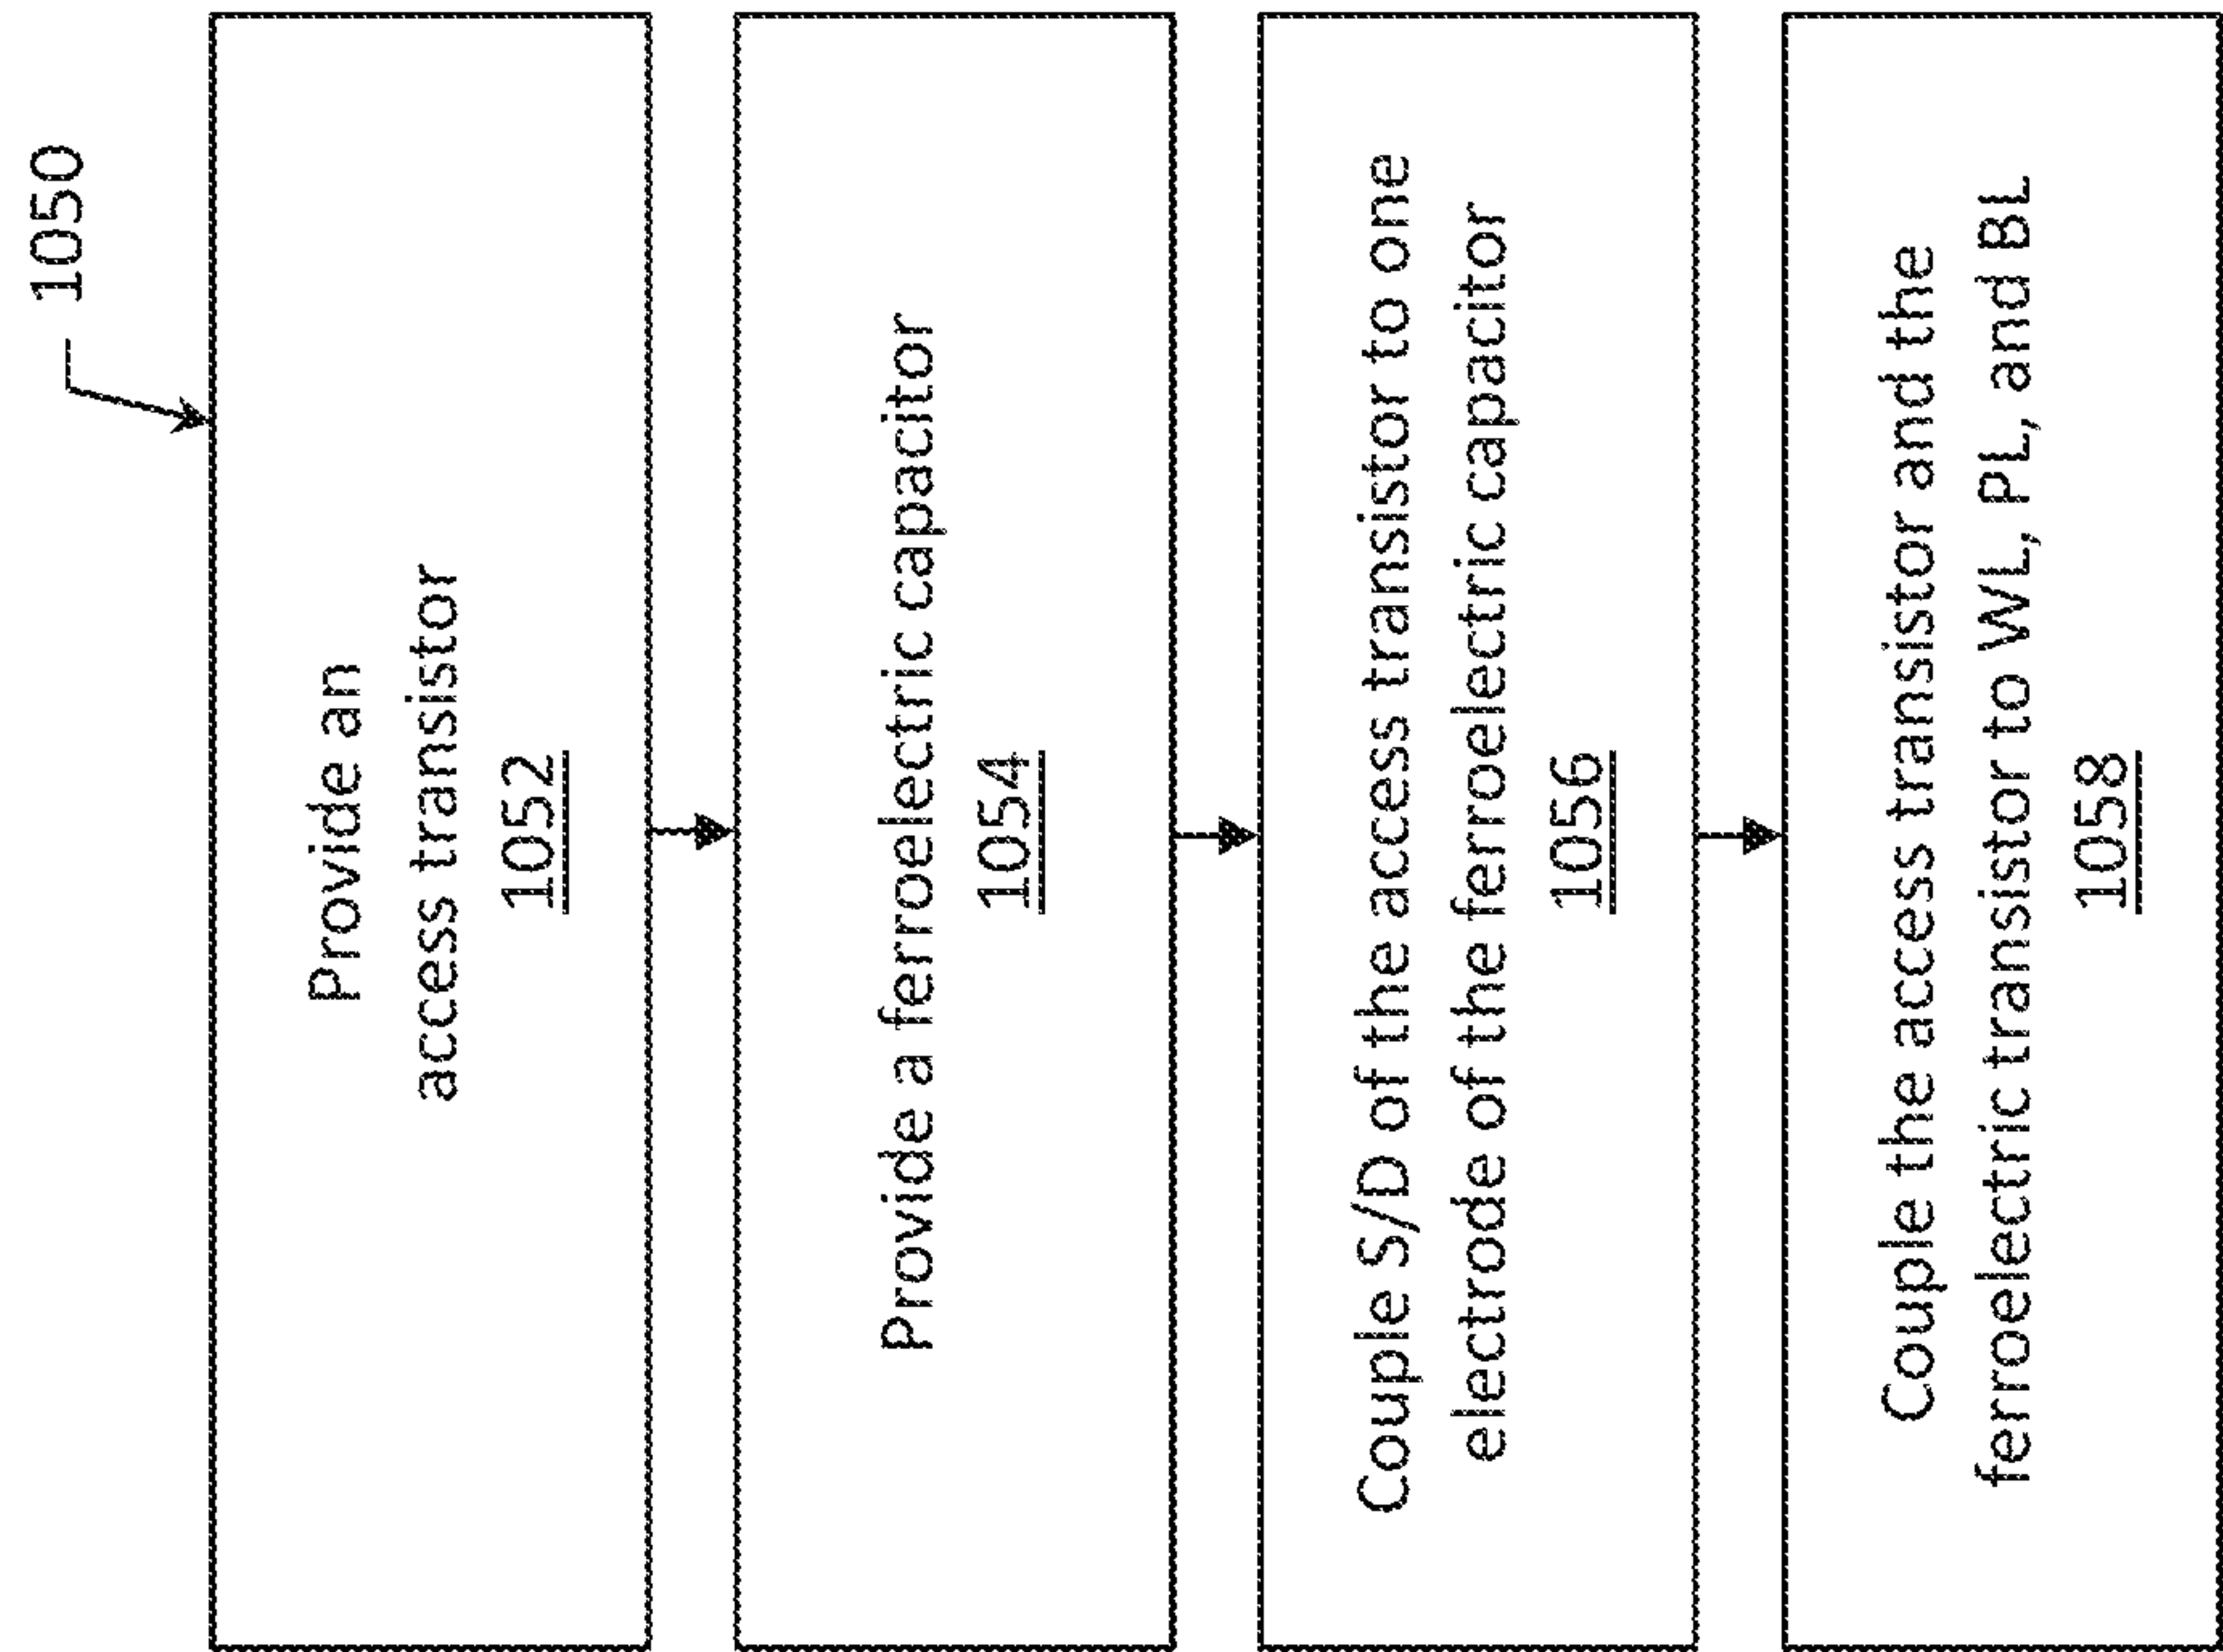 1050
Provide an
access transistor
1052
Provide a ferroelectric capacitor
1054
Couple S/D of the access transistor to one
electrode of the ferroelectric capacitor
1056
Couple the access transistor and the
ferroelectric transistor to WL, PL, and BL
1058